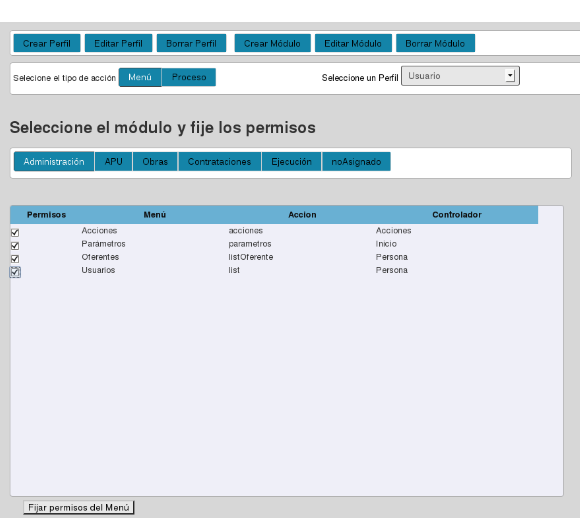 Crear Perfil Editar Perfil Borrar Perfil Crear Módulo Editar Módulo Borrar Módulo
Selecione el tipo de acción Menú Proceso Seleccione un Perfil Usuario
Seleccione el módulo y fije los permisos
Administración APU Obras Contrataciones Ejecución noAsignado
Permisos Menú Accion Controlador
Acciones acciones Acciones
Parámetros parametros Inicio
Oferentes listOferente Persona
Usuarios list Persona
Fijar permisos del Menú